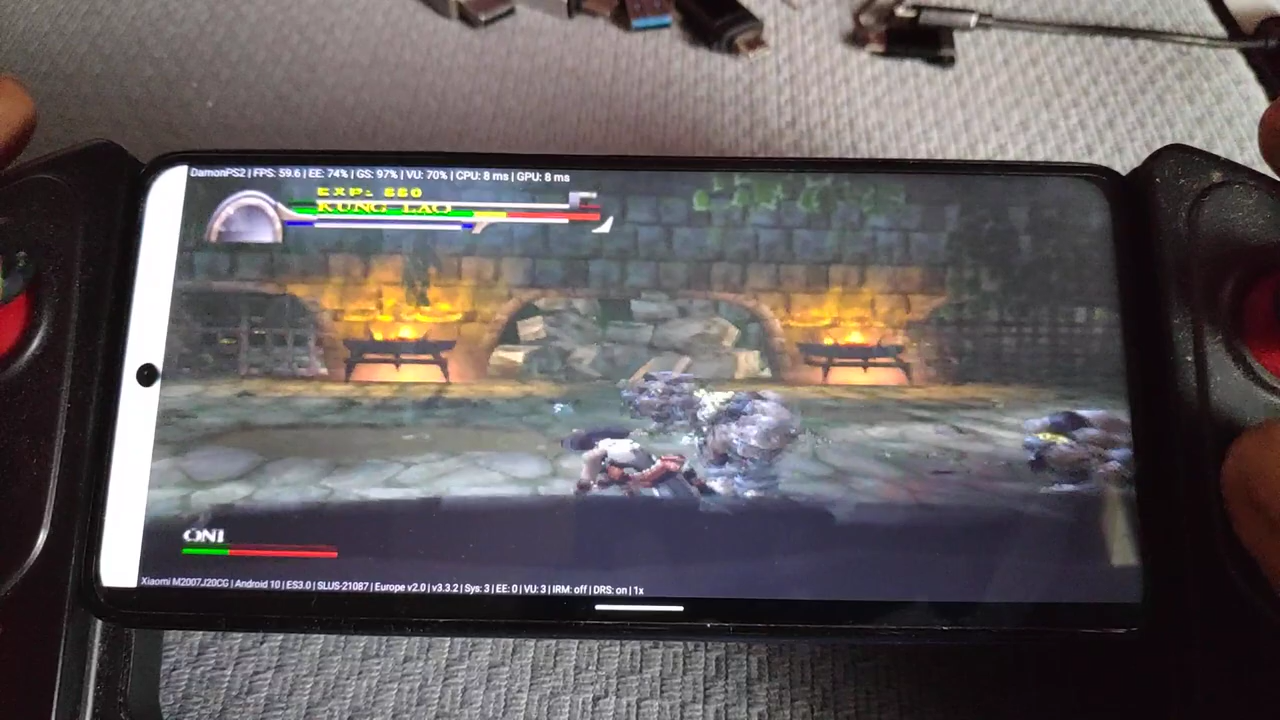 DamonPS2 | FPS: 59.6 | EE: 74% | GS: 97% | VU: 70% | CPU: 8 ms | GPU: 8 ms
EXP: 880
KUNG LAO
ONI
Xiaomi M2007J20CG | Android 10 | ES3.0 | SLUS-21087 | Europe v2.0 | v3.3.2 | Sys: 3 | EE: 0 | VU: 3 | IRM: off | DRS: on | 1x